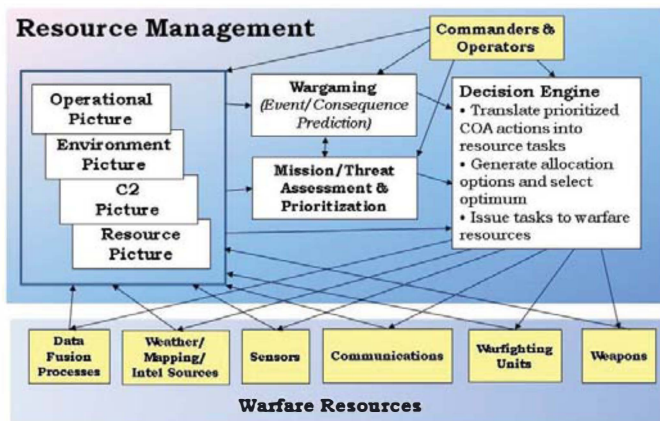 Resource Management
Commanders &
Operators
Operational
Picture
Environment
Picture
C2
Picture
Resource
Picture
Wargaming
(Event/Consequence
Prediction)
Mission/Threat
Assessment &
Prioritization
Decision Engine
• Translate prioritized
COA actions into
resource tasks
• Generate allocation
options and select
optimum
• Issue tasks to warfare
resources
Data
Fusion
Processes
Weather/
Mapping/
Intel Sources
Sensors
Communications
Warfighting
Units
Weapons
Warfare Resources